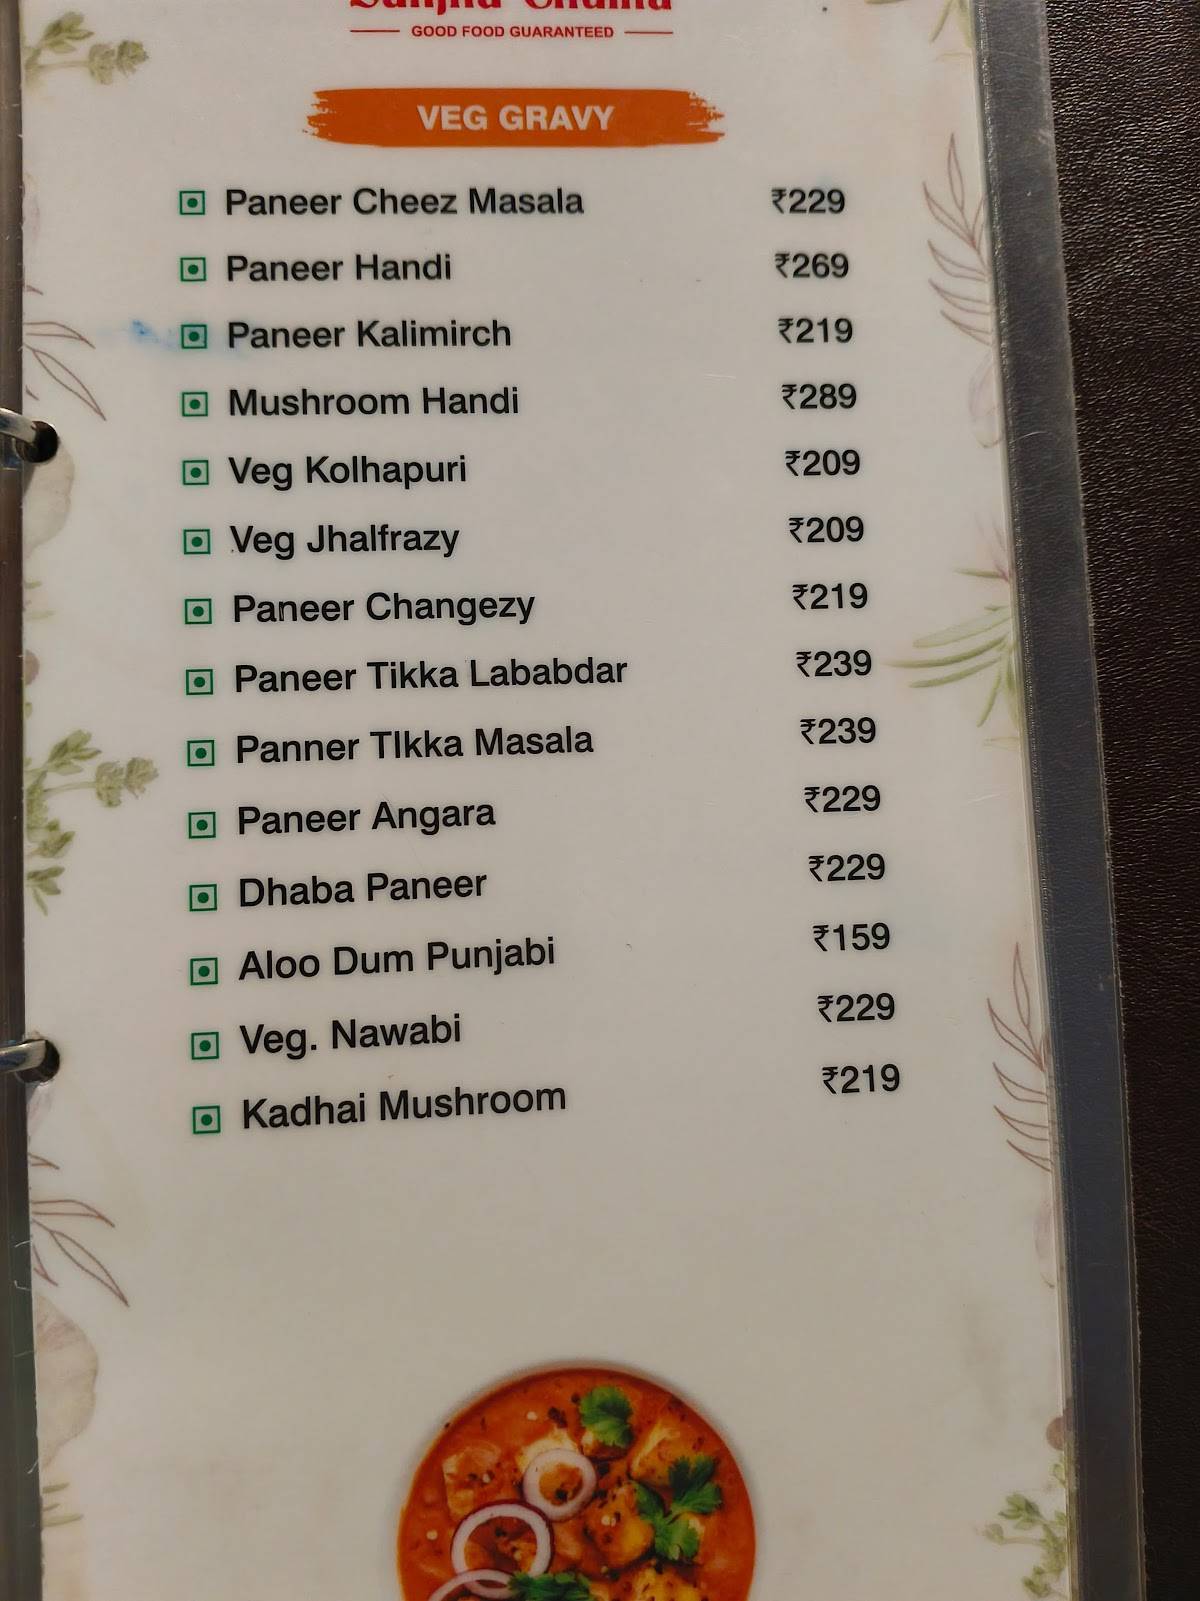 Sanjha Chulha
GOOD FOOD GUARANTEED
VEG GRAVY
Paneer Cheez Masala ₹229
Paneer Handi ₹269
Paneer Kalimirch ₹219
Mushroom Handi ₹289
Veg Kolhapuri ₹209
Veg Jhalfrazy ₹209
Paneer Changezy ₹219
Paneer Tikka Lababdar ₹239
Panner TIkka Masala ₹239
Paneer Angara ₹229
Dhaba Paneer ₹229
Aloo Dum Punjabi ₹159
Veg. Nawabi ₹229
Kadhai Mushroom ₹219